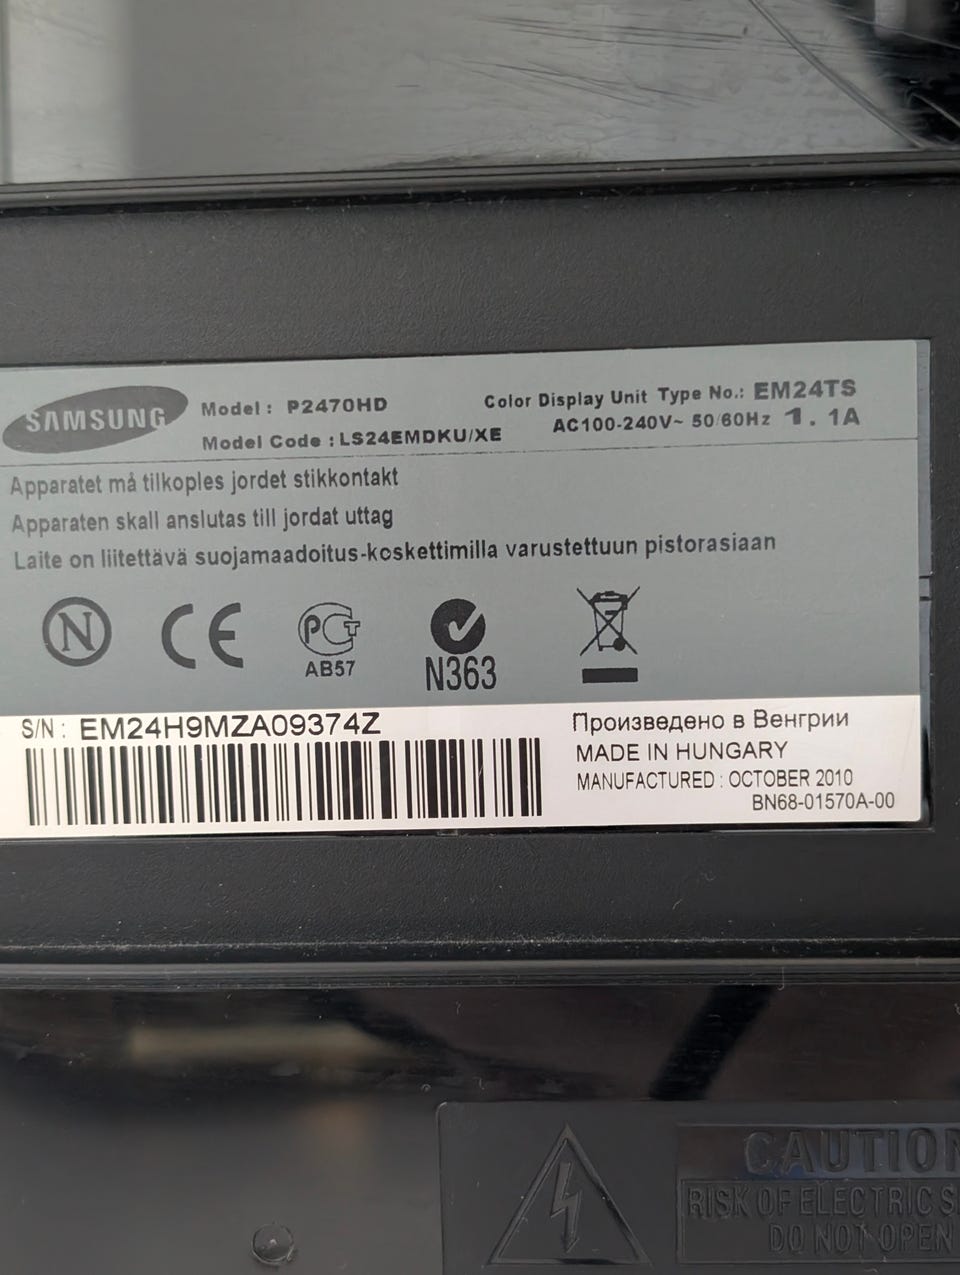 SAMSUNG
Model : P2470HD
Color Display Unit Type No.: EM24TS
Model Code : LS24EMDKU/XE
AC100-240V~ 50/60Hz 1.1A
Apparatet må tilkoples jordet stikkontakt
Apparaten skall anslutas till jordat uttag
Laite on liitettävä suojamaadoitus-koskettimilla varustettuun pistorasiaan
N
CE
PCT
AB57
N363
S/N : EM24H9MZA09374Z
Произведено в Венгрии
MADE IN HUNGARY
MANUFACTURED : OCTOBER 2010
BN68-01570A-00
CAUTION
RISK OF ELECTRIC S
DO NOT OPEN